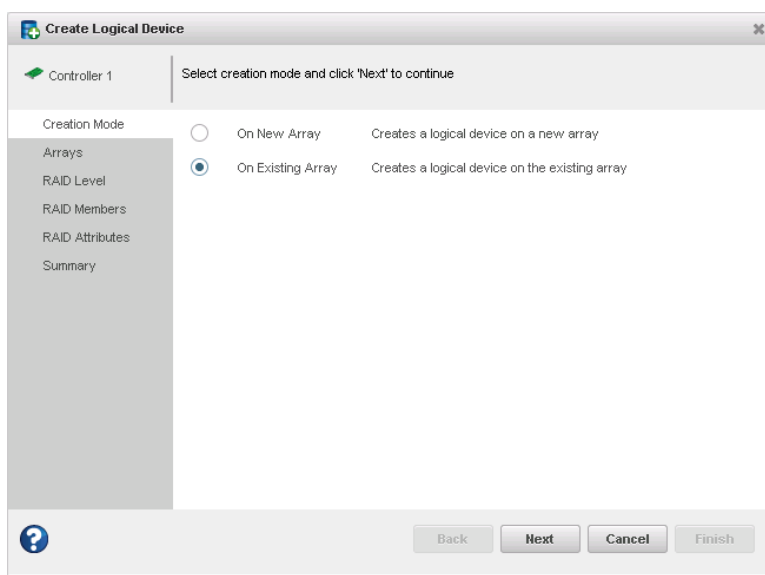 Create Logical Device
Controller 1
Select creation mode and click 'Next' to continue
Creation Mode
Arrays
RAID Level
RAID Members
RAID Attributes
Summary
On New Array Creates a logical device on a new array
On Existing Array Creates a logical device on the existing array
Back Next Cancel Finish